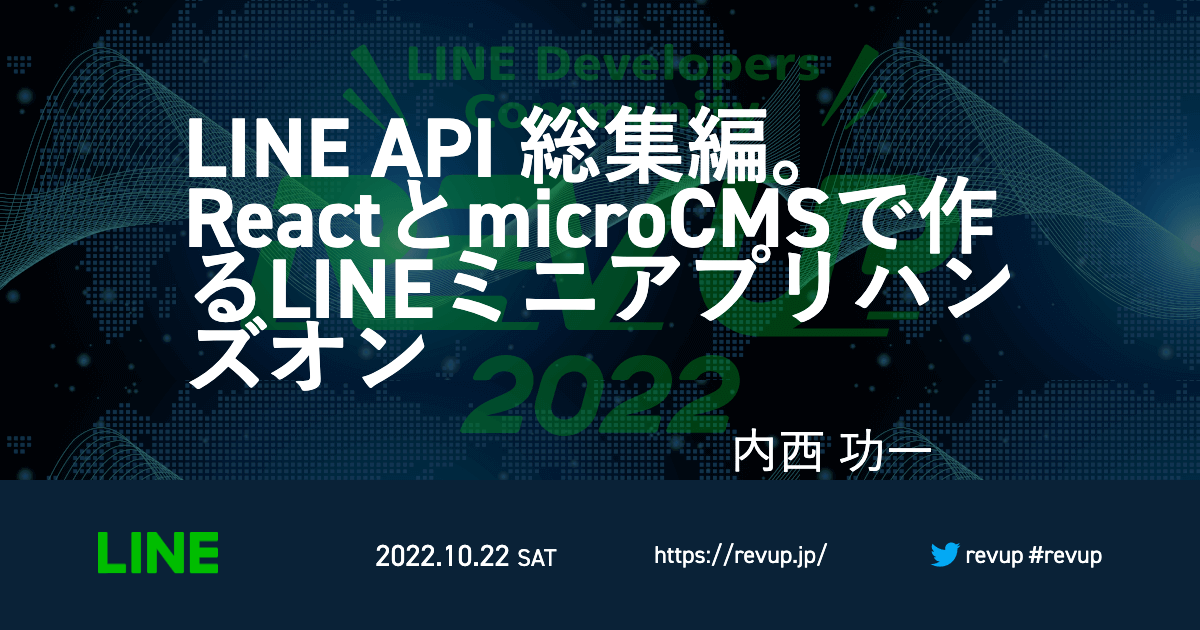 LINE Developers
Community
LINE API 総集編。
ReactとmicroCMSで作
るLINEミニアプリハン
ズオン
REV UP
2022
内西 功一
LINE
2022.10.22 SAT
https://revup.jp/
revup #revup